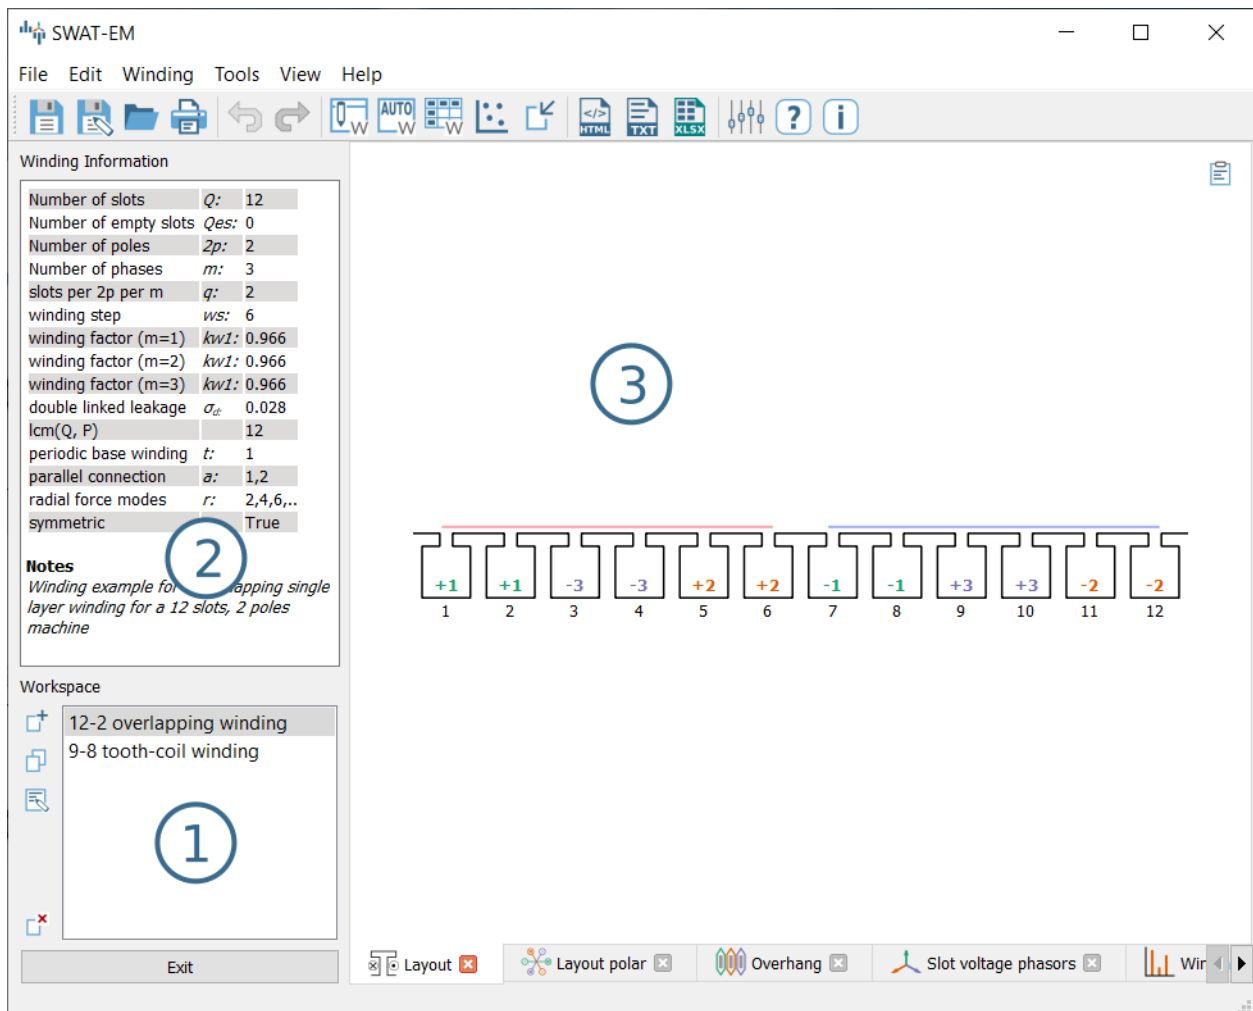 SWAT-EM
File Edit Winding Tools View Help
W AUTO W W </> HTML TXT XLSX ? i
Winding Information
Number of slots Q: 12
Number of empty slots Qes: 0
Number of poles 2p: 2
Number of phases m: 3
slots per 2p per m q: 2
winding step ws: 6
winding factor (m=1) kw1: 0.966
winding factor (m=2) kw1: 0.966
winding factor (m=3) kw1: 0.966
double linked leakage σd: 0.028
lcm(Q, P) 12
periodic base winding t: 1
parallel connection a: 1,2
radial force modes r: 2,4,6,..
symmetric True
2
Notes
Winding example for lapping single
layer winding for a 12 slots, 2 poles
machine
3
+1 +1 -3 -3 +2 +2 -1 -1 +3 +3 -2 -2
1 2 3 4 5 6 7 8 9 10 11 12
Workspace
12-2 overlapping winding
9-8 tooth-coil winding
1
Exit
Layout Layout polar Overhang Slot voltage phasors